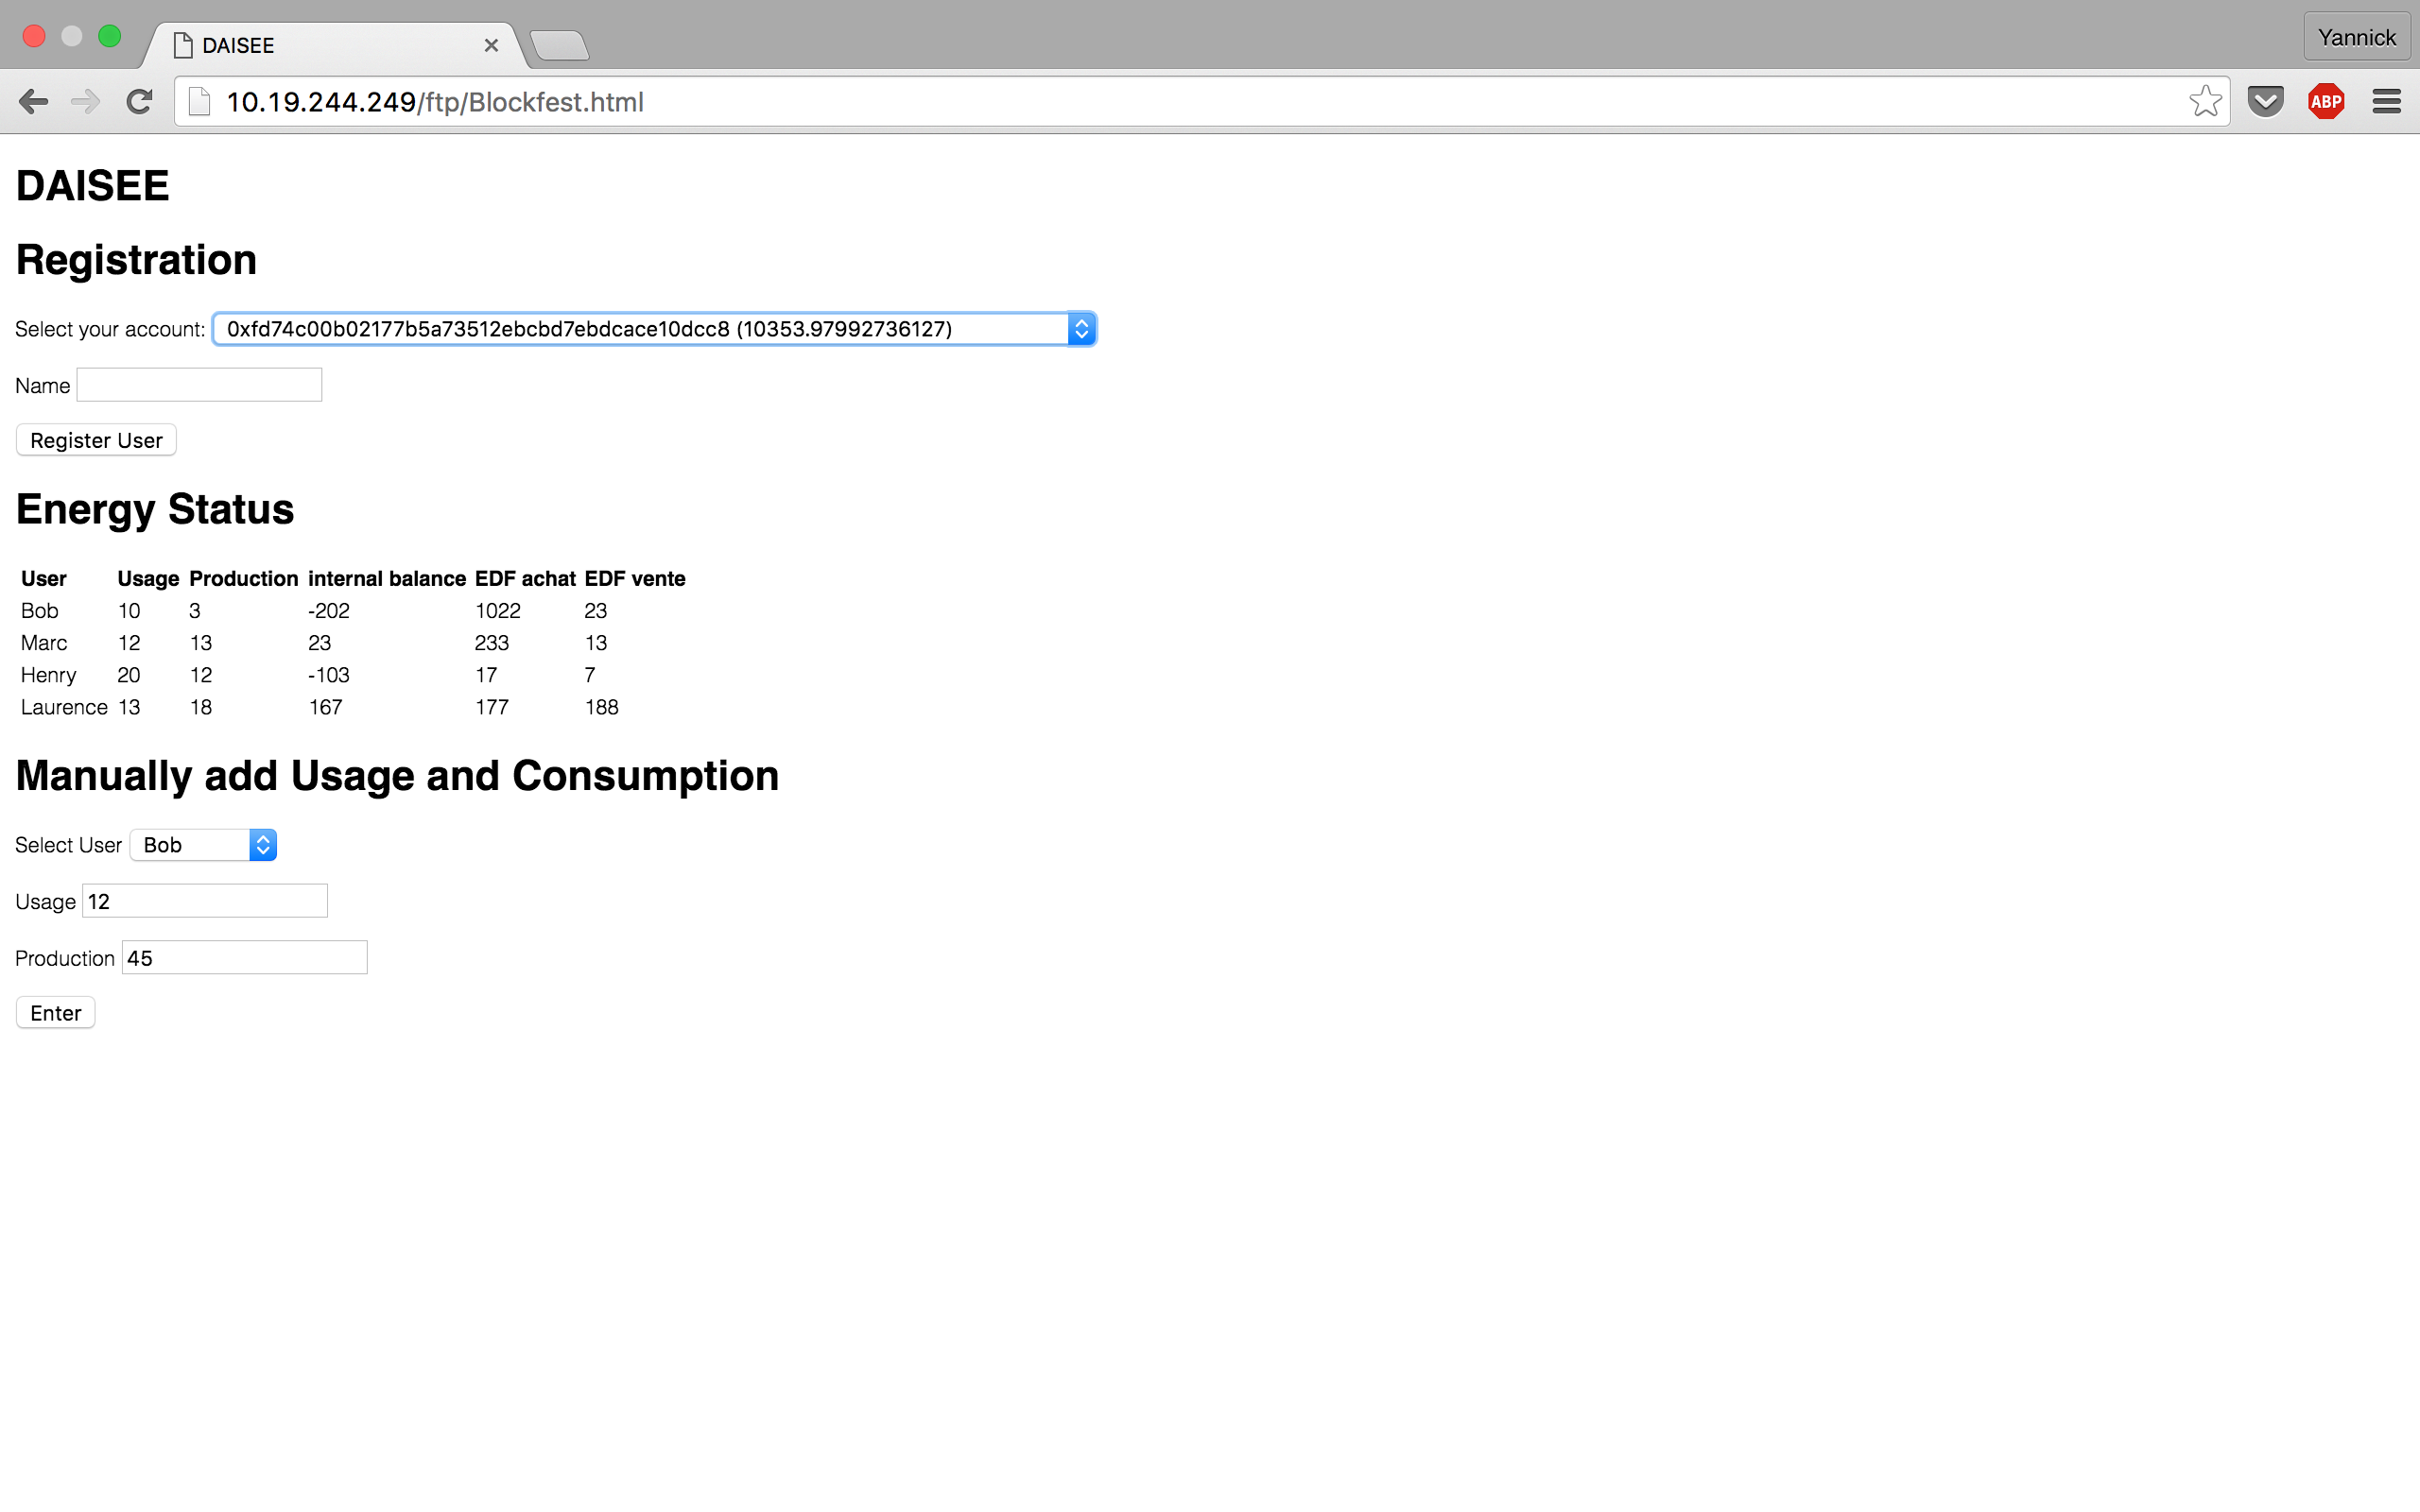 DAISEE
Yannick
10.19.244.249/ftp/Blockfest.html
ABP
DAISEE
Registration
Select your account: 0xfd74c00b02177b5a73512ebcbd7ebdcace10dcc8 (10353.97992736127)
Name
Register User
Energy Status
User Usage Production internal balance EDF achat EDF vente
Bob 10 3 -202 1022 23
Marc 12 13 23 233 13
Henry 20 12 -103 17 7
Laurence 13 18 167 177 188
Manually add Usage and Consumption
Select User Bob
Usage 12
Production 45
Enter